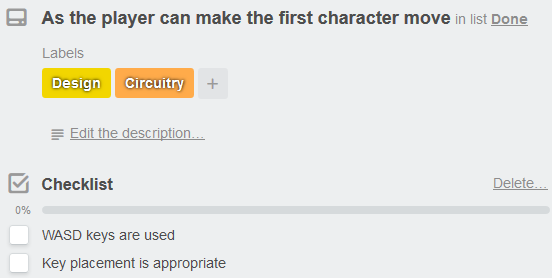 As the player can make the first character move in list Done
Labels
Design Circuitry +
Edit the description...
Checklist Delete...
0%
WASD keys are used
Key placement is appropriate